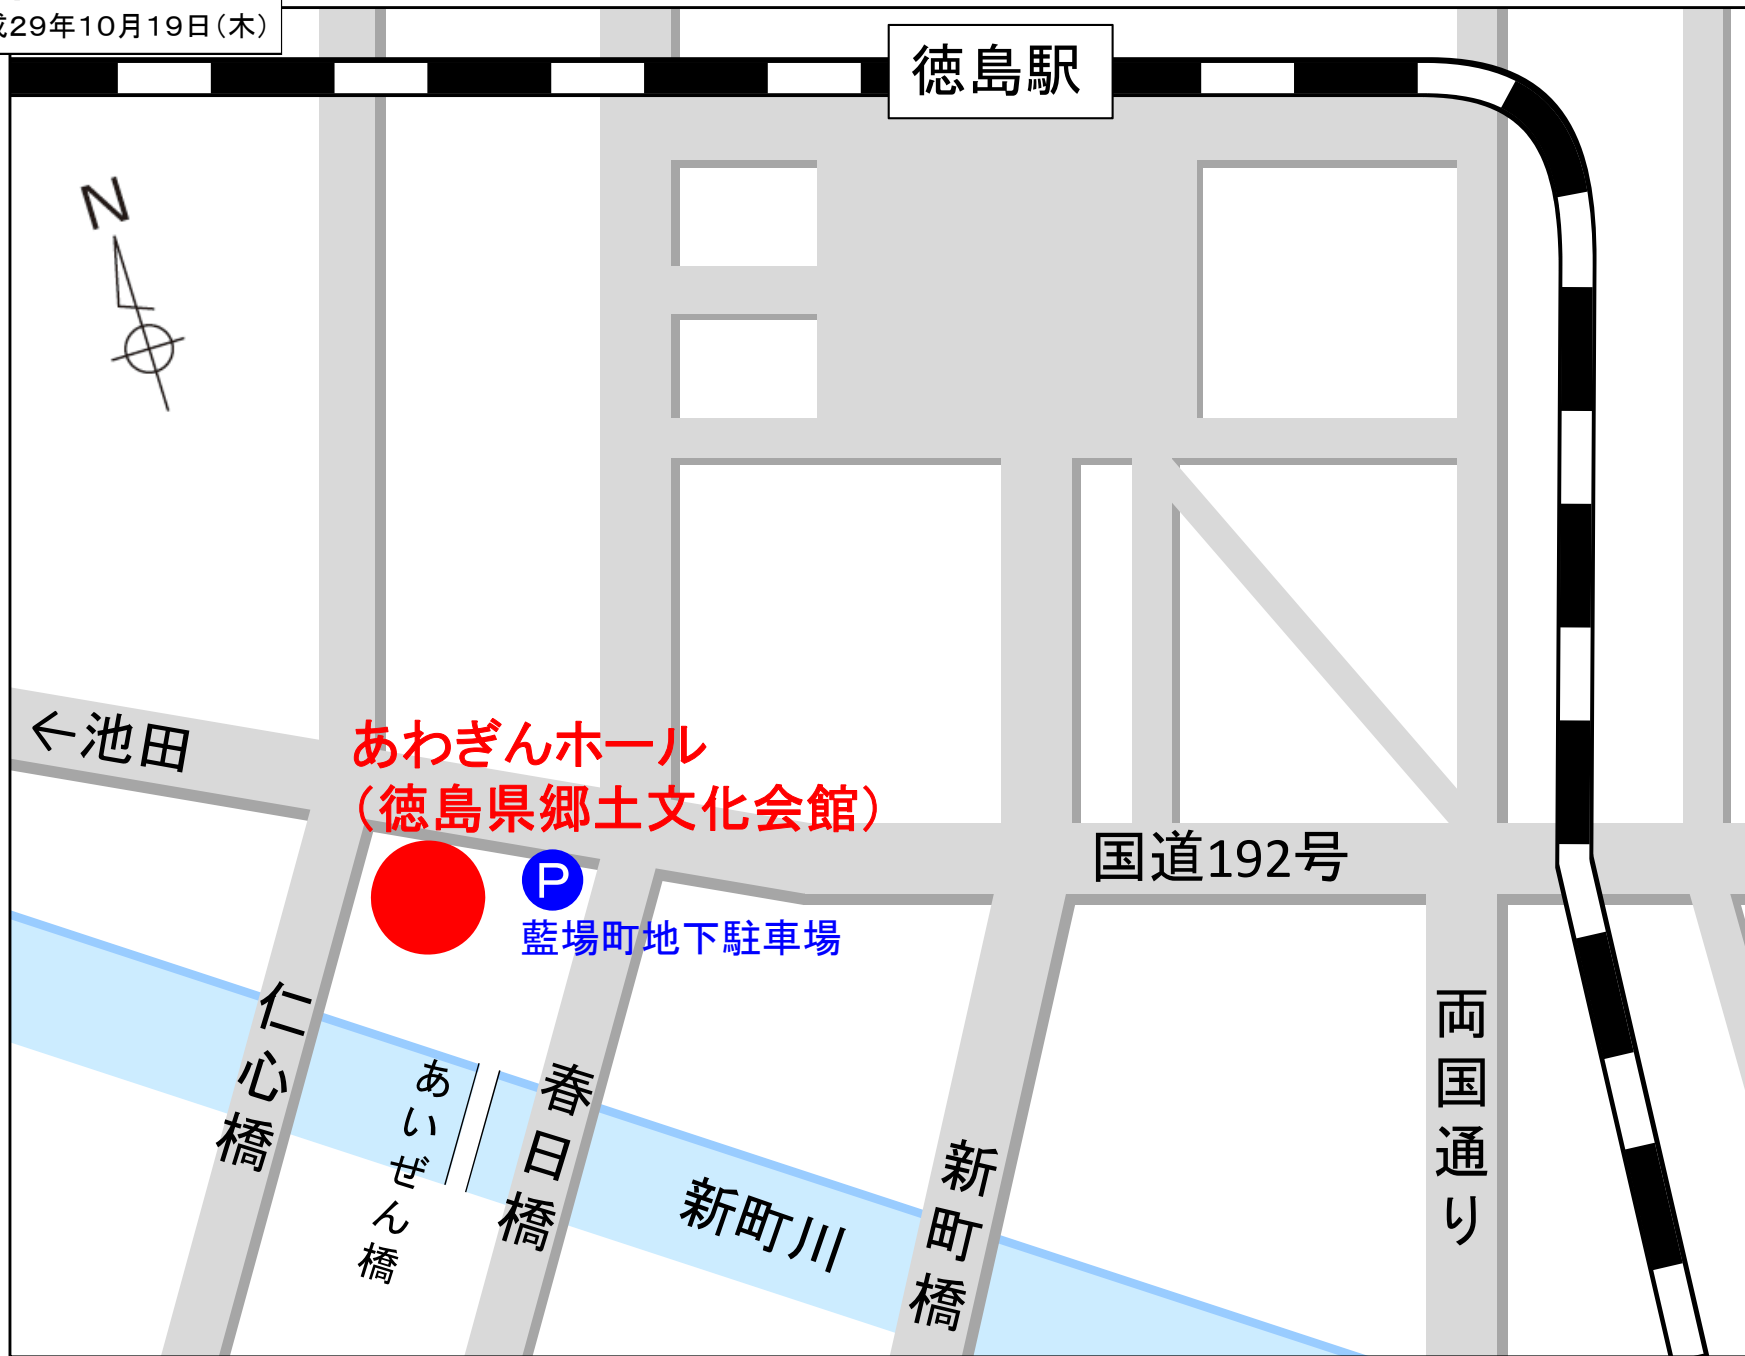 29年10月19日(木)
徳島駅
N
←池田
あわぎんホール
(徳島県郷土文化会館)
P
藍場町地下駐車場
国道192号
仁心橋
あいぜん橋
春日橋
新町川
新町橋
両国通り